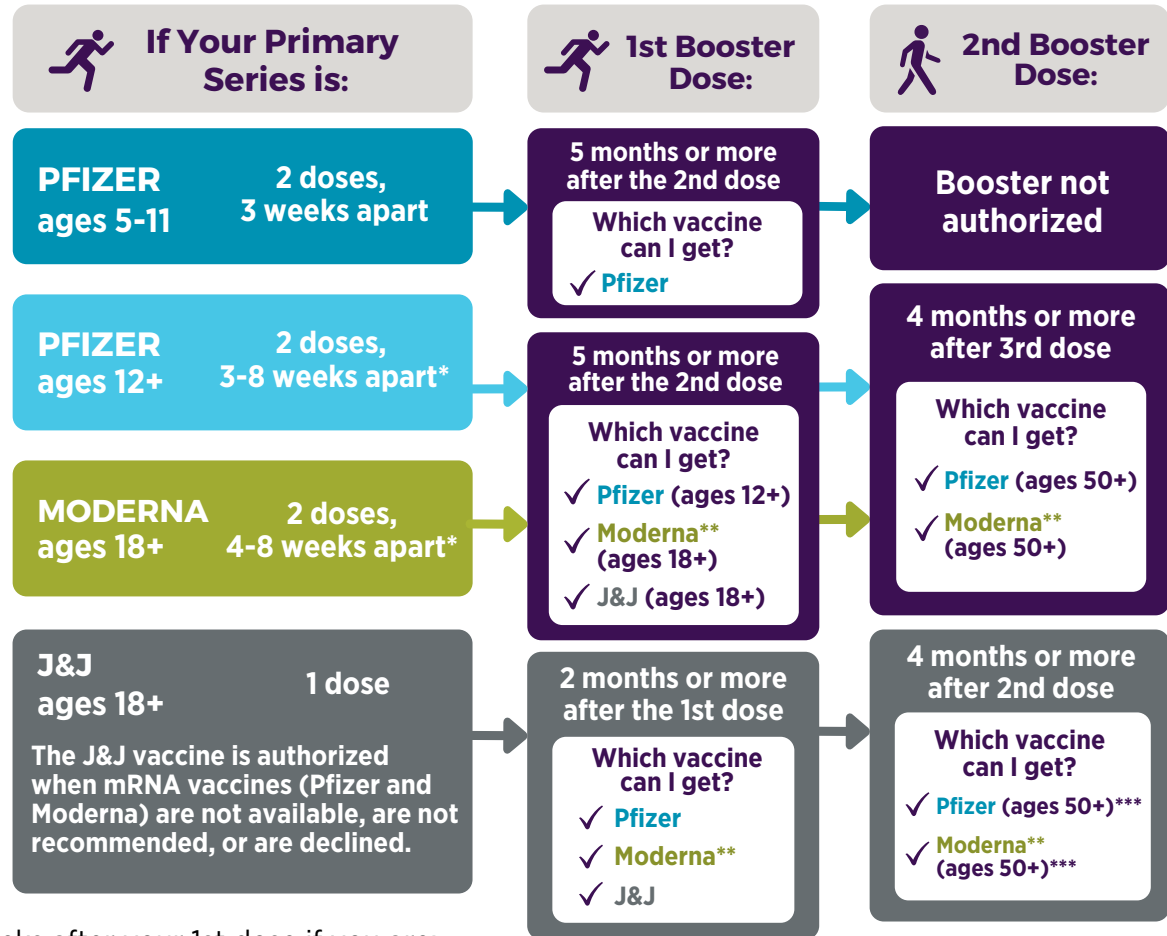 If Your Primary
Series is:
1st Booster
Dose:
2nd Booster
Dose:
PFIZER
ages 5-11
2 doses,
3 weeks apart
5 months or more
after the 2nd dose
Which vaccine
can I get?
✓ Pfizer
Booster not
authorized
PFIZER
ages 12+
2 doses,
3-8 weeks apart*
MODERNA
ages 18+
2 doses,
4-8 weeks apart*
5 months or more
after the 2nd dose
Which vaccine
can I get?
✓ Pfizer (ages 12+)
✓ Moderna**
(ages 18+)
✓ J&J (ages 18+)
4 months or more
after 3rd dose
Which vaccine
can I get?
✓ Pfizer (ages 50+)
✓ Moderna**
(ages 50+)
J&J
ages 18+
1 dose
The J&J vaccine is authorized
when mRNA vaccines (Pfizer and
Moderna) are not available, are not
recommended, or are declined.
2 months or more
after the 1st dose
Which vaccine
can I get?
✓ Pfizer
✓ Moderna**
✓ J&J
4 months or more
after 2nd dose
Which vaccine
can I get?
✓ Pfizer (ages 50+)***
✓ Moderna**
(ages 50+)***
after your 1st dose if you are: